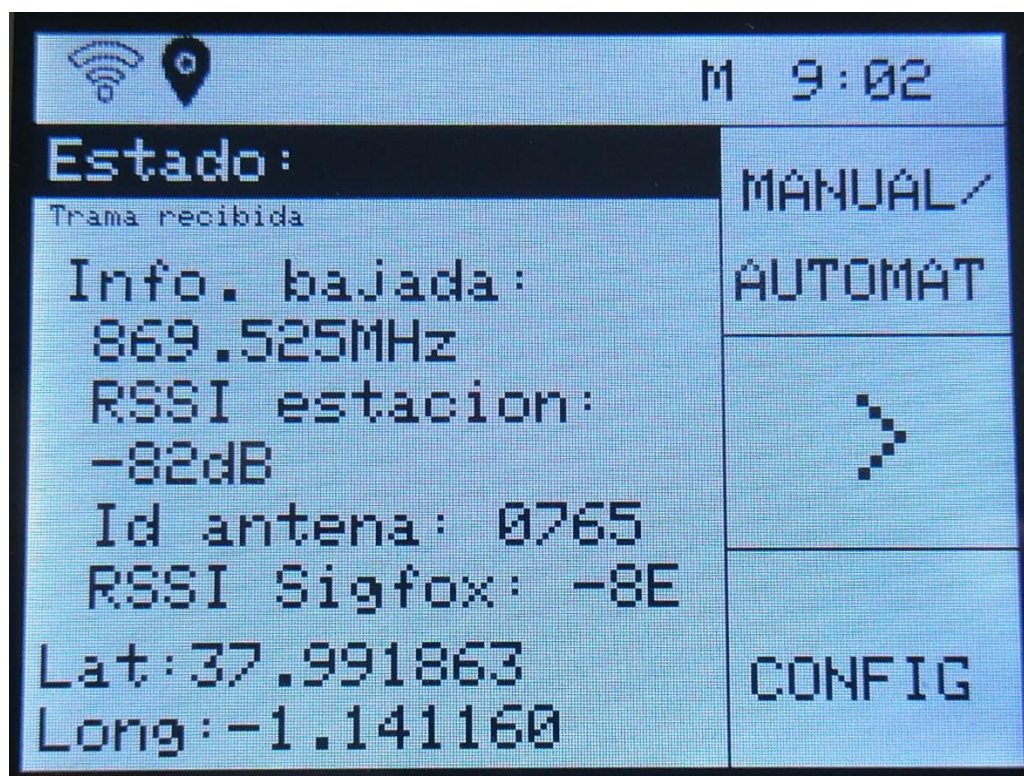 M 9:02
Estado:
Trama recibida
Info. bajada:
869.525MHz
RSSI estacion:
-82dB
Id antena: 0765
RSSI Sigfox: -8E
Lat:37.991863
Long:-1.141160
MANUAL/
AUTOMAT
>
CONFIG